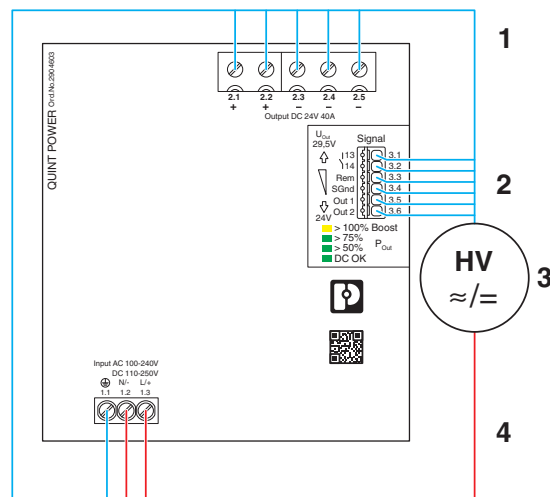 1
2.1 2.2 2.3 2.4 2.5
+ + – – –
Output DC 24V 40A
QUINT POWER Ord.No.2904603
U Out
29,5V
Signal
13 3.1
14 3.2
Rem 3.3
SGnd 3.4
Out 1 3.5
24V Out 2 3.6
2
> 100% Boost
> 75%
> 50%
DC OK
P Out
HV
≈/=
3
Input AC 100-240V
DC 110-250V
N/- L/+
1.1 1.2 1.3
4